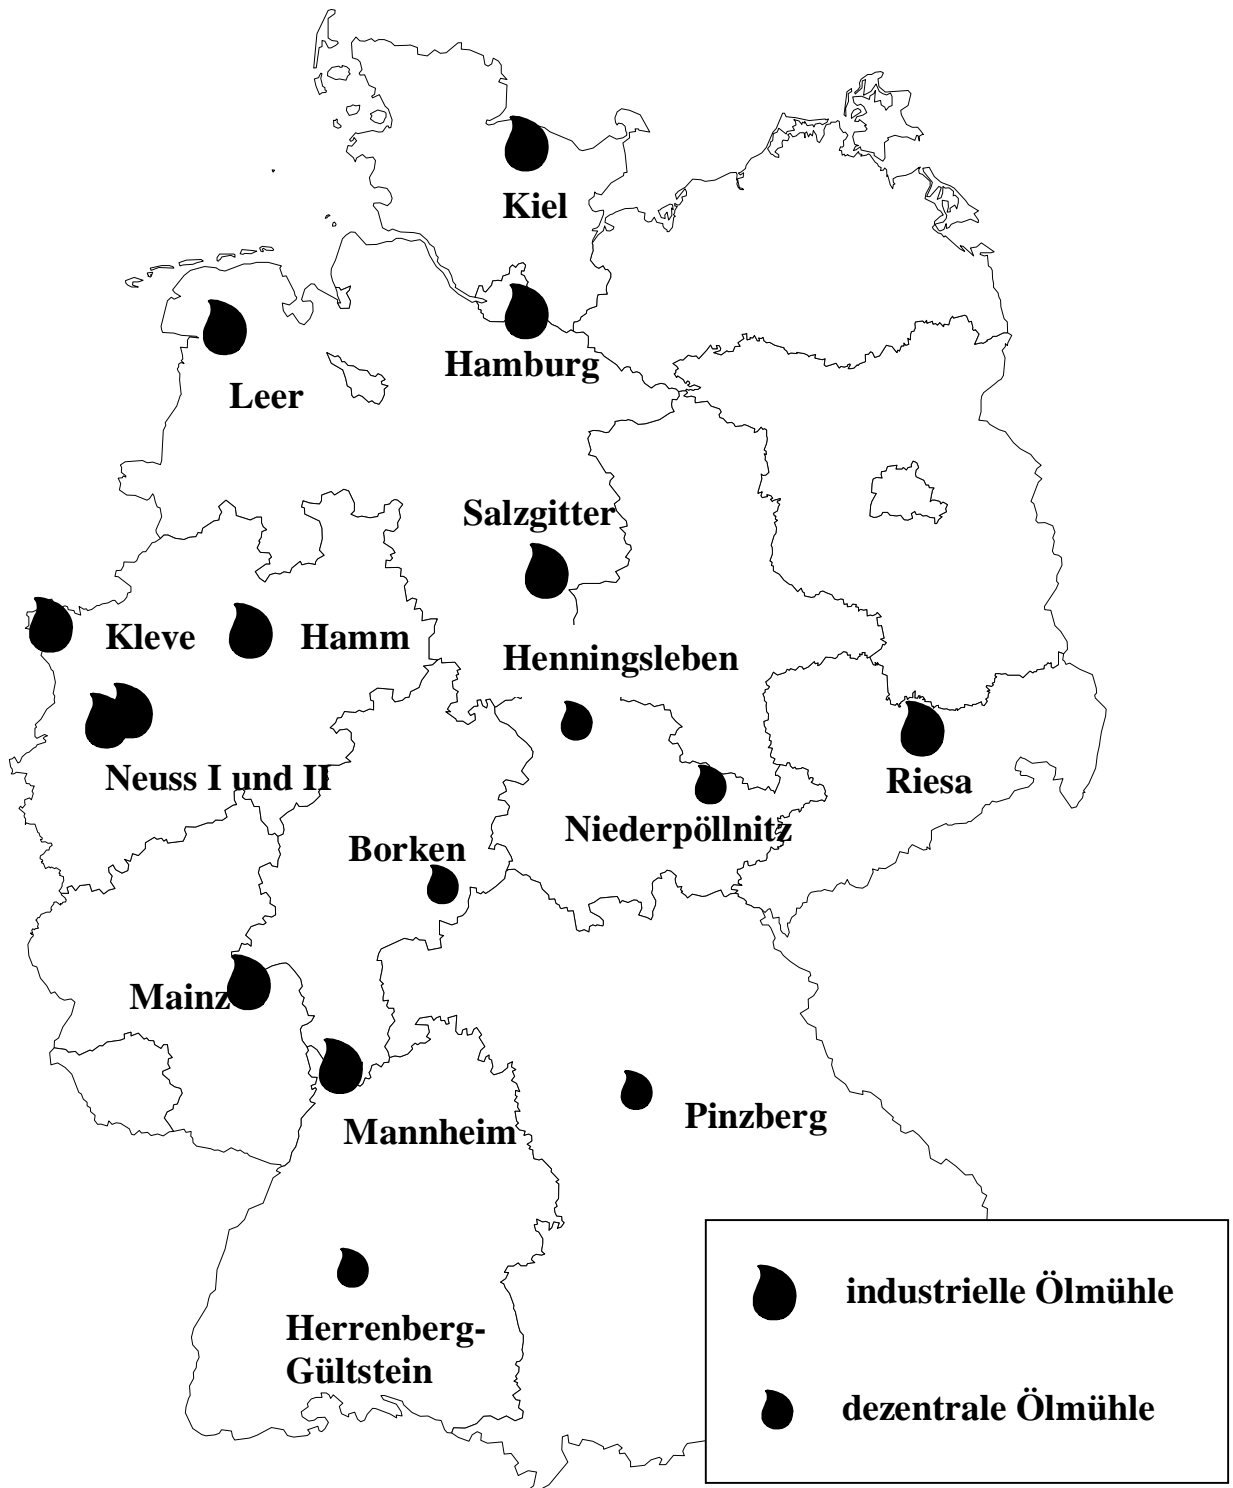 Kiel
Hamburg
Leer
Salzgitter
Kleve
Hamm
Henningsleben
Neuss I und II
Riesa
Niederpöllnitz
Borken
Mainz
Pinzberg
Mannheim
industrielle Ölmühle
Herrenberg-
Gültstein
dezentrale Ölmühle